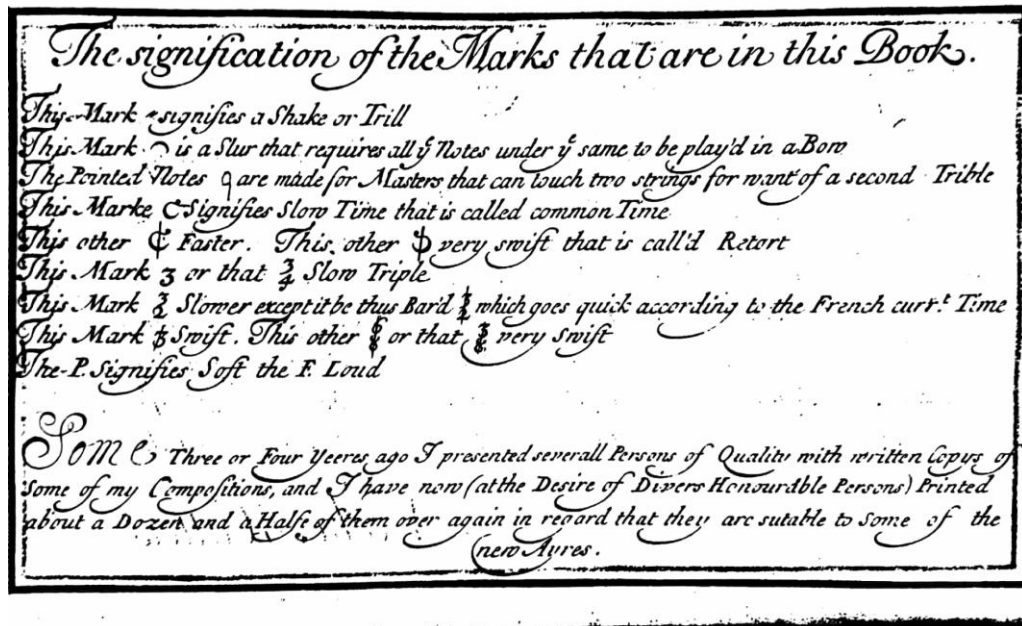 The signification of the Marks that are in this Book.
This Mark signifies a Shake or Trill
This Mark ⌒ is a Slur that requires all yͤ Notes under yͤ same to be play'd in a Bow
The Pointed Notes are made for Masters that can touch two strings for want of a second Trible
This Marke C Signifies Slow Time that is called common Time
This other ₵ Faster. This other very swift that is call'd Retort
This Mark 3 or that 3/4 Slow Triple
This Mark 3/2 Slower except it be thus Bar'd which goes quick according to the French currᵗ. Time
This Mark Swift. This other or that very Swift
The P. Signifies Soft the F. Loud
Some Three or Four Yeeres ago I presented severall Persons of Quality with written Copys of
some of my Compositions, and I have now (at the Desire of Divers Honourable Persons) Printed
about a Dozen and a Halfe of them over again in regard that they are sutable to some of the
new Ayres.